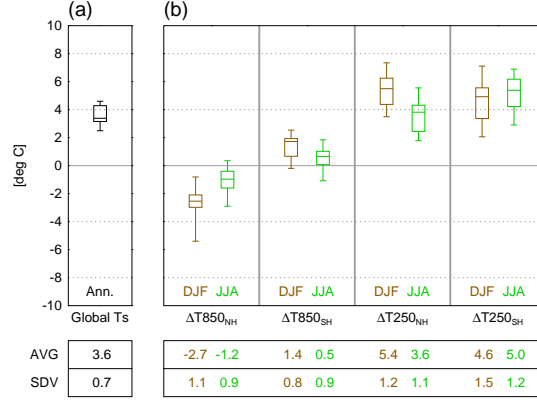 (a) (b)
10
8
6
4
2
0
-2
-4
-6
-8
-10
[deg C]
Ann. DJF JJA DJF JJA DJF JJA DJF JJA
Global Ts ΔT850NH ΔT850SH ΔT250NH ΔT250SH
AVG 3.6 -2.7 -1.2 1.4 0.5 5.4 3.6 4.6 5.0
SDV 0.7 1.1 0.9 0.8 0.9 1.2 1.1 1.5 1.2